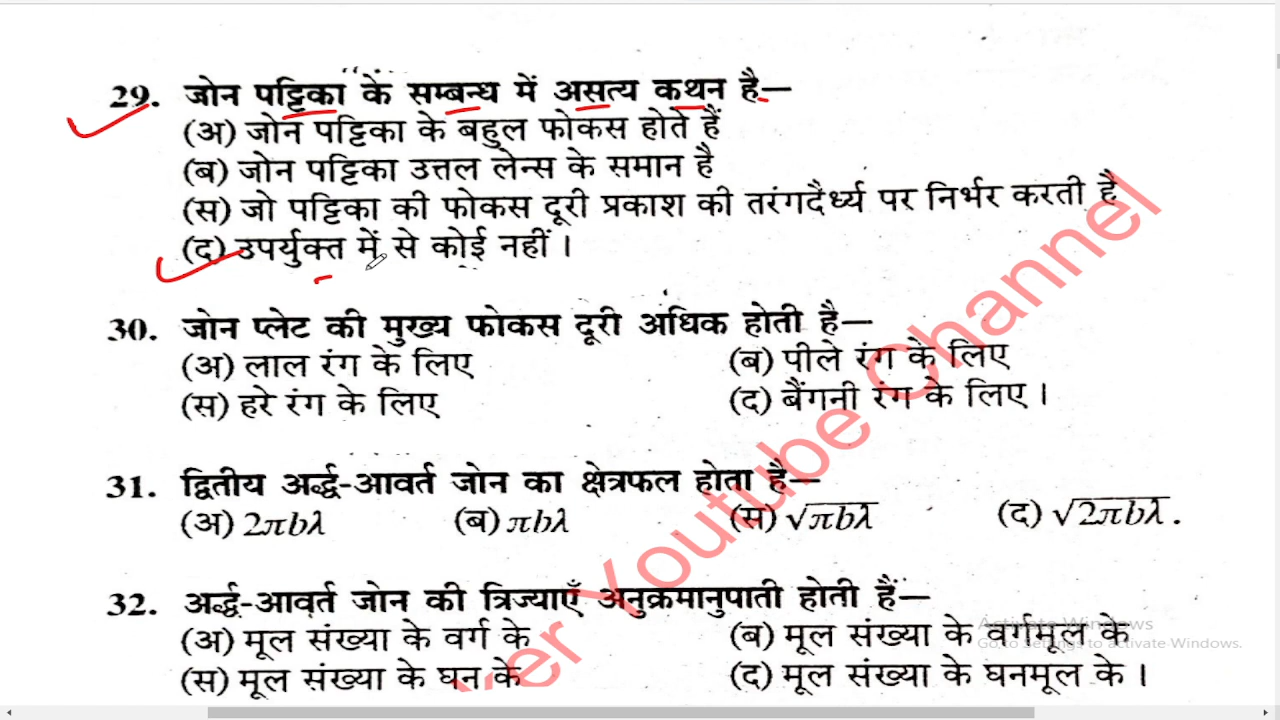 29. जोन पट्टिका के सम्बन्ध में असत्य कथन है—
(अ) जोन पट्टिका के बहुल फोकस होते हैं
(ब) जोन पट्टिका उत्तल लेन्स के समान है
(स) जो पट्टिका की फोकस दूरी प्रकाश की तरंगदैर्ध्य पर निर्भर करती है
(द) उपर्युक्त में से कोई नहीं।
30. जोन प्लेट की मुख्य फोकस दूरी अधिक होती है—
(अ) लाल रंग के लिए (ब) पीले रंग के लिए
(स) हरे रंग के लिए (द) बैंगनी रंग के लिए।
31. द्वितीय अर्द्ध-आवर्त जोन का क्षेत्रफल होता है—
(अ) 2πbλ (ब) πbλ (स) √πbλ (द) √2πbλ.
32. अर्द्ध-आवर्त जोन की त्रिज्याएँ अनुक्रमानुपाती होती हैं—
(अ) मूल संख्या के वर्ग के (ब) मूल संख्या के वर्गमूल के
(स) मूल संख्या के घन के (द) मूल संख्या के घनमूल के।
Youtube Channel
Activate Windows
Go to Settings to activate Windows.